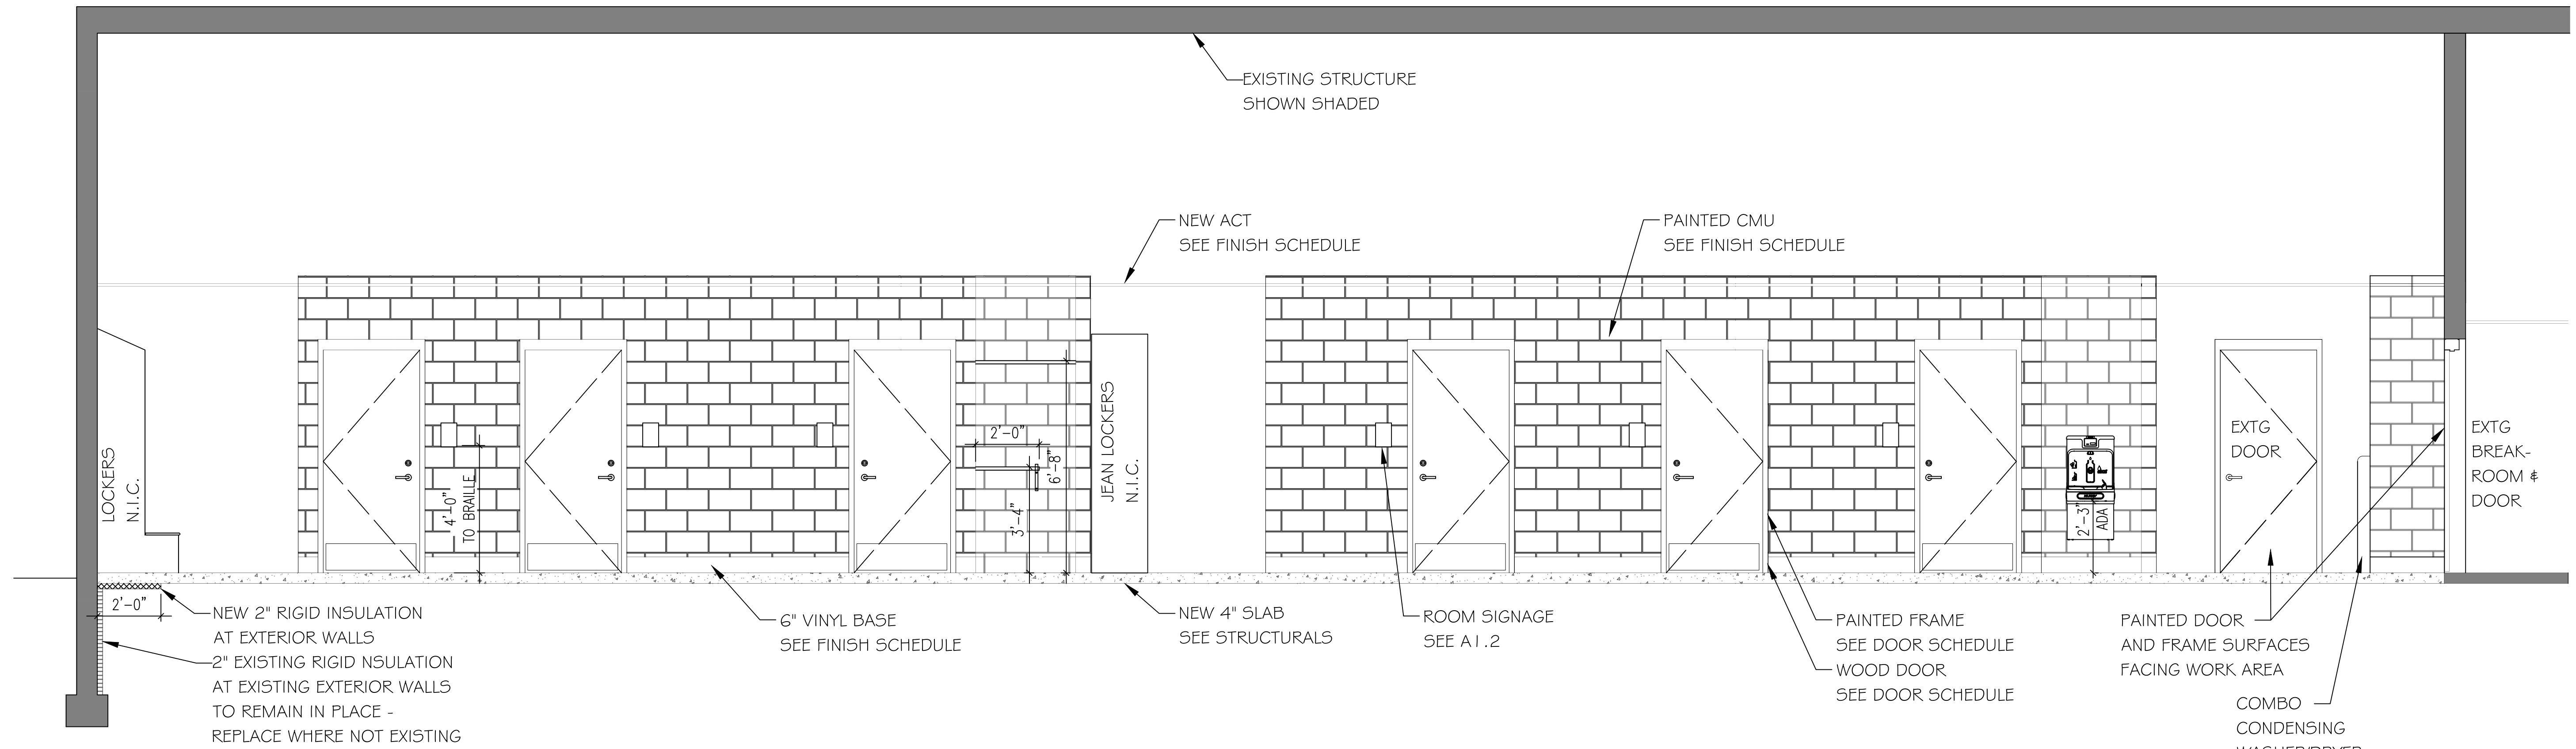 EXISTING STRUCTURE
SHOWN SHADED
NEW ACT
SEE FINISH SCHEDULE
PAINTED CMU
SEE FINISH SCHEDULE
LOCKERS
N.I.C.
4'-0"
TO BRAILLE
2'-0"
3'-4"
6'-8"
JEAN LOCKERS
N.I.C.
2'-3"
ADA
EXTG
DOOR
EXTG
BREAK-
ROOM &
DOOR
2'-0"
NEW 2" RIGID INSULATION
AT EXTERIOR WALLS
2" EXISTING RIGID NSULATION
AT EXISTING EXTERIOR WALLS
TO REMAIN IN PLACE -
REPLACE WHERE NOT EXISTING
6" VINYL BASE
SEE FINISH SCHEDULE
NEW 4" SLAB
SEE STRUCTURALS
ROOM SIGNAGE
SEE A1.2
PAINTED FRAME
SEE DOOR SCHEDULE
WOOD DOOR
SEE DOOR SCHEDULE
PAINTED DOOR
AND FRAME SURFACES
FACING WORK AREA
COMBO
CONDENSING